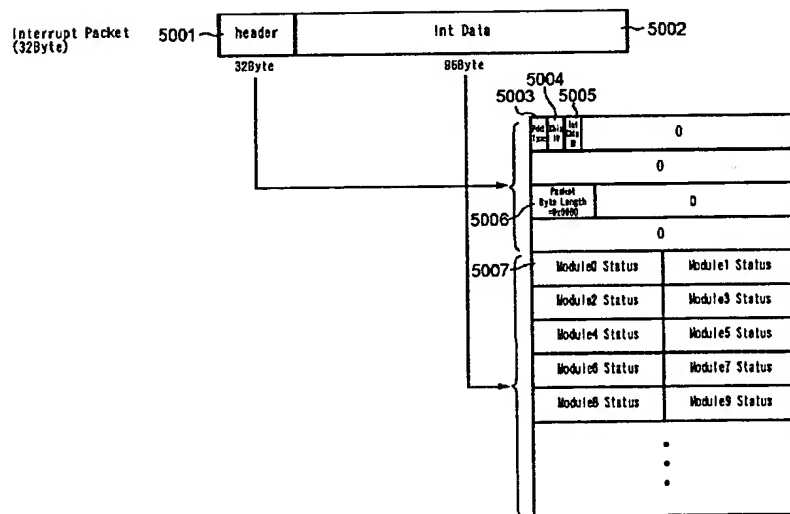 Interrupt Packet
(32Byte)
5001
header
Int Data
5002
32Byte
96Byte
5003
5004
5005
Type
Int
0
0
5006
Packet
Byte Length
0
0
5007
Module0 Status
Module1 Status
Module2 Status
Module3 Status
Module4 Status
Module5 Status
Module6 Status
Module7 Status
Module8 Status
Module9 Status